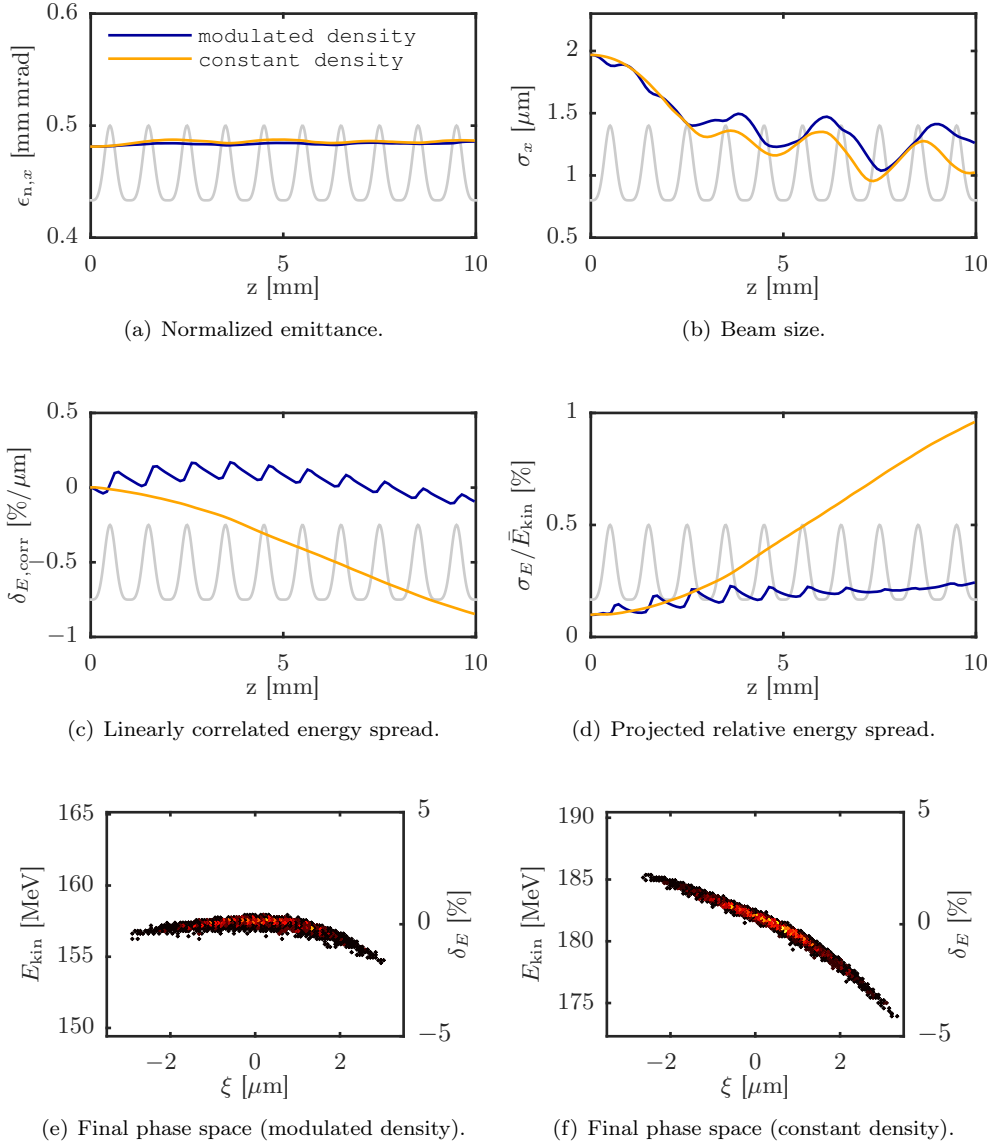 0.6
modulated density
constant density
0.5
0.4
ϵn,x [mm mrad]
0 5 10
z [mm]
(a) Normalized emittance.
2
1.5
1
0.5
σx [μm]
0 5 10
z [mm]
(b) Beam size.
0.5
0
−0.5
−1
δE,corr [%/μm]
0 5 10
z [mm]
(c) Linearly correlated energy spread.
1
0.5
0
σE/Ēkin [%]
0 5 10
z [mm]
(d) Projected relative energy spread.
165
160
155
150
Ekin [MeV]
5
0
−5
δE [%]
−2 0 2
ξ [μm]
(e) Final phase space (modulated density).
190
185
180
175
Ekin [MeV]
5
0
−5
δE [%]
−2 0 2
ξ [μm]
(f) Final phase space (constant density).